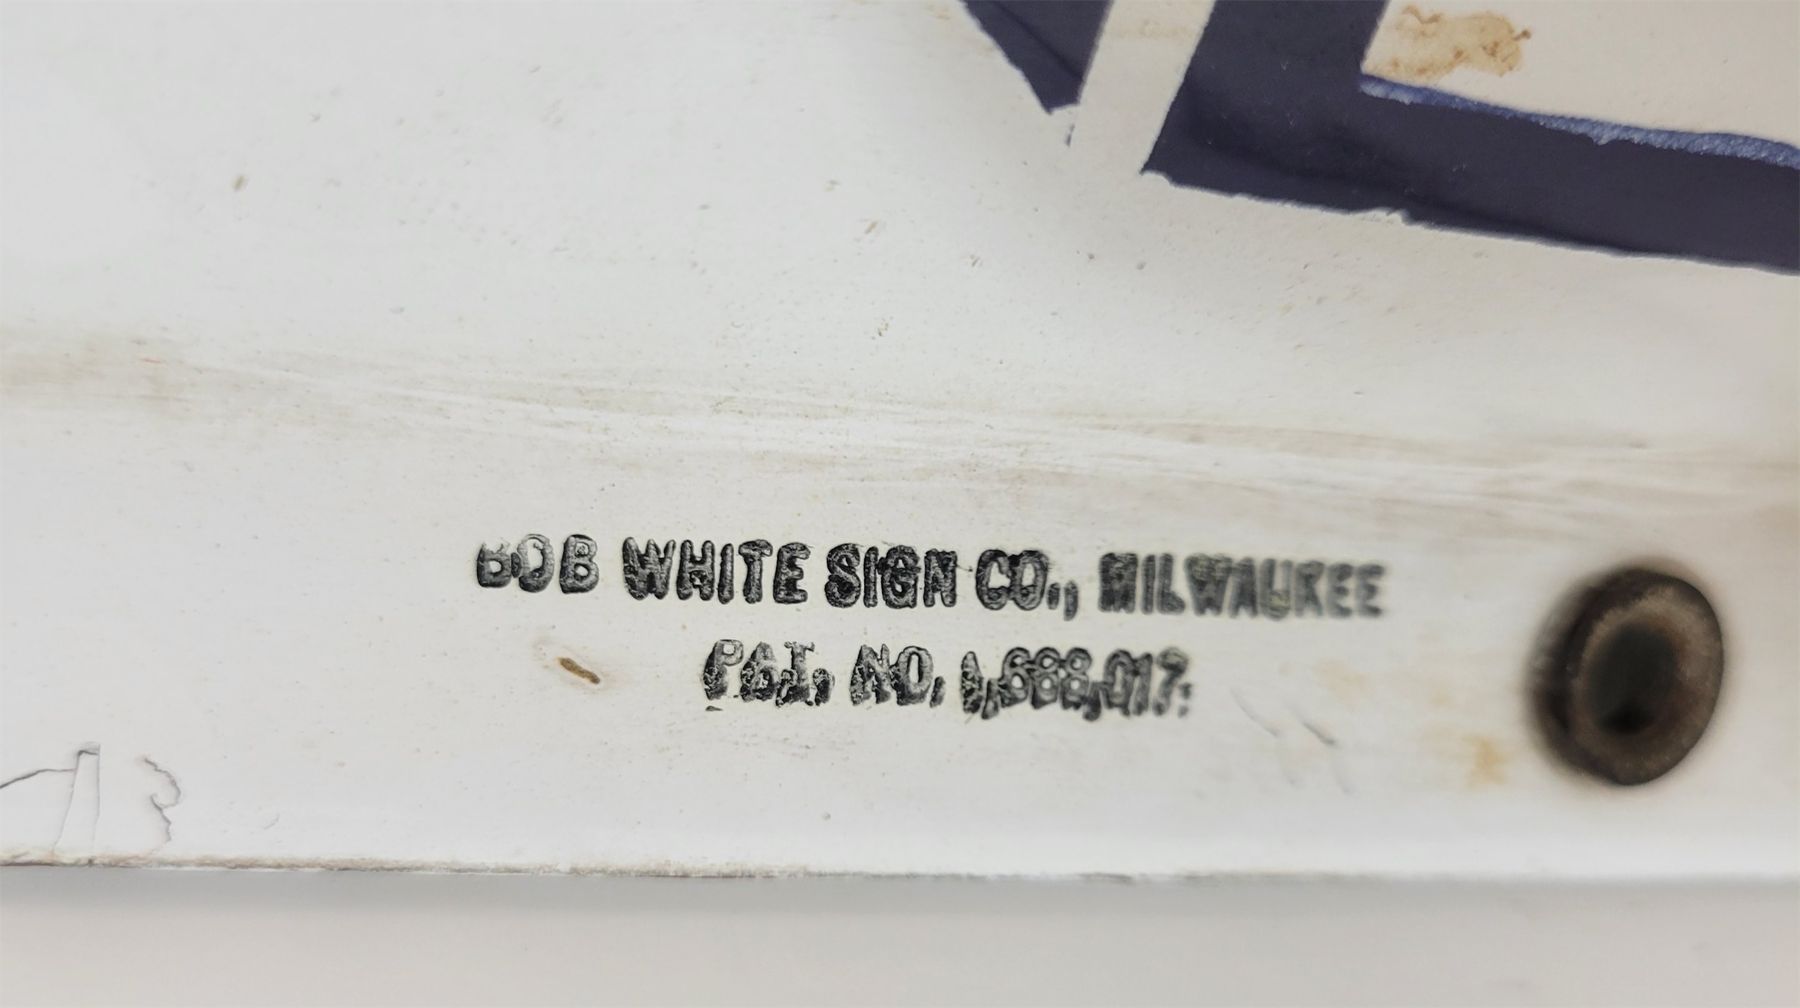 BOB WHITE SIGN CO., MILWAUKEE
PAT. NO. 1,688,017.